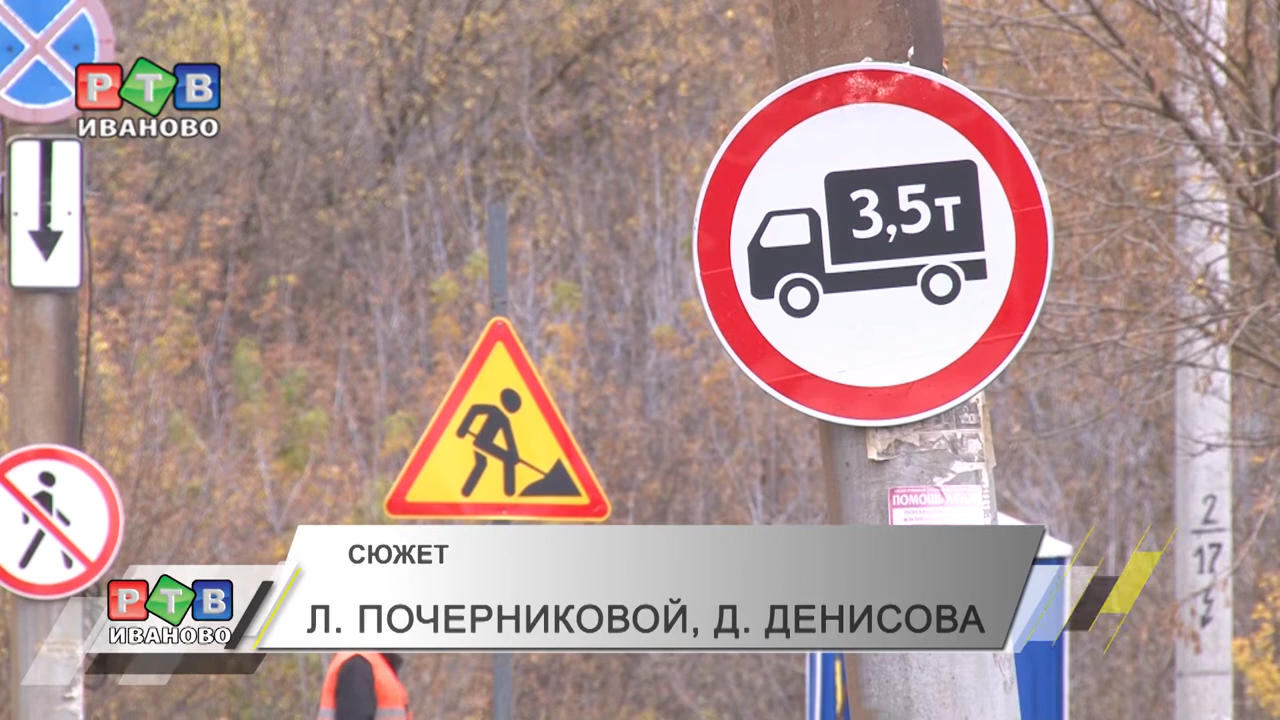 РТВ
ИВАНОВО
3,5т
ПОМОЩЬ
2
17
СЮЖЕТ
Л. ПОЧЕРНИКОВОЙ, Д. ДЕНИСОВА
РТВ
ИВАНОВО